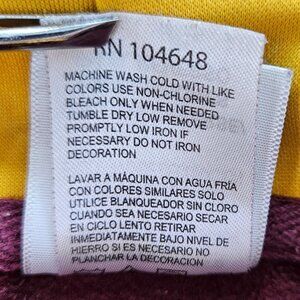 RN 104648
MACHINE WASH COLD WITH LIKE
COLORS USE NON-CHLORINE
BLEACH ONLY WHEN NEEDED
TUMBLE DRY LOW REMOVE
PROMPTLY LOW IRON IF
NECESSARY DO NOT IRON
DECORATION
LAVAR A MÁQUINA CON AGUA FRÍA
CON COLORES SIMILARES SOLO
UTILICE BLANQUEADOR SIN CLORO
CUANDO SEA NECESARIO SECAR
EN CICLO LENTO RETIRAR
INMEDIATAMENTE BAJO NIVEL DE
HIERRO SI ES NECESARIO NO
PLANCHAR LA DECORACION